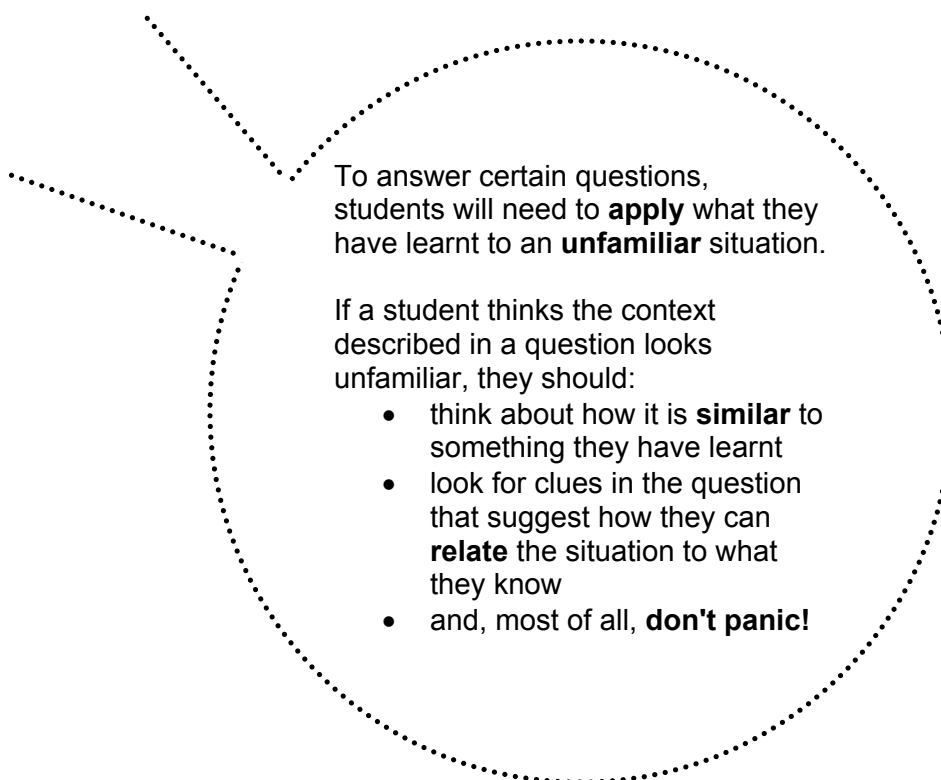 To answer certain questions,
students will need to apply what they
have learnt to an unfamiliar situation.
If a student thinks the context
described in a question looks
unfamiliar, they should:
• think about how it is similar to
something they have learnt
• look for clues in the question
that suggest how they can
relate the situation to what
they know
• and, most of all, don't panic!